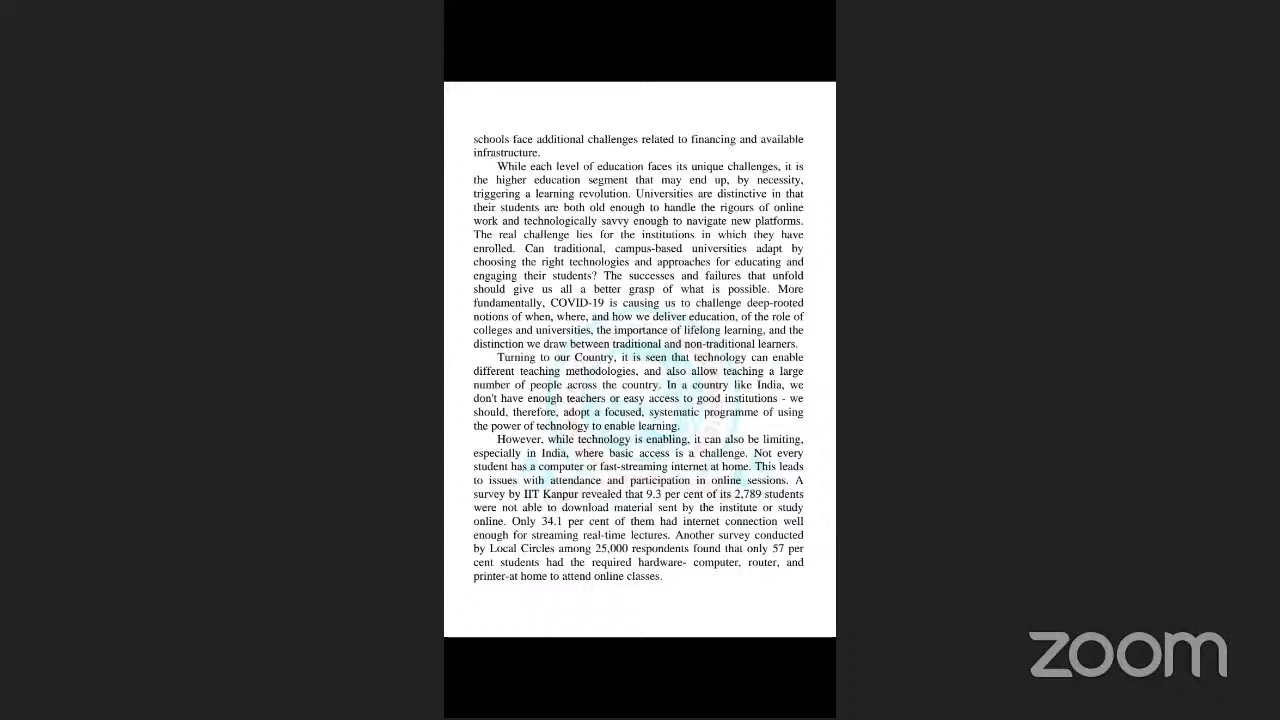 schools face additional challenges related to financing and available
infrastructure.
While each level of education faces its unique challenges, it is
the higher education segment that may end up, by necessity,
triggering a learning revolution. Universities are distinctive in that
their students are both old enough to handle the rigours of online
work and technologically savvy enough to navigate new platforms.
The real challenge lies for the institutions in which they have
enrolled. Can traditional, campus-based universities adapt by
choosing the right technologies and approaches for educating and
engaging their students? The successes and failures that unfold
should give us all a better grasp of what is possible. More
fundamentally, COVID-19 is causing us to challenge deep-rooted
notions of when, where, and how we deliver education, of the role of
colleges and universities, the importance of lifelong learning, and the
distinction we draw between traditional and non-traditional learners.
Turning to our Country, it is seen that technology can enable
different teaching methodologies, and also allow teaching a large
number of people across the country. In a country like India, we
don't have enough teachers or easy access to good institutions - we
should, therefore, adopt a focused, systematic programme of using
the power of technology to enable learning.
However, while technology is enabling, it can also be limiting,
especially in India, where basic access is a challenge. Not every
student has a computer or fast-streaming internet at home. This leads
to issues with attendance and participation in online sessions. A
survey by IIT Kanpur revealed that 9.3 per cent of its 2,789 students
were not able to download material sent by the institute or study
online. Only 34.1 per cent of them had internet connection well
enough for streaming real-time lectures. Another survey conducted
by Local Circles among 25,000 respondents found that only 57 per
cent students had the required hardware- computer, router, and
printer-at home to attend online classes.
zoom